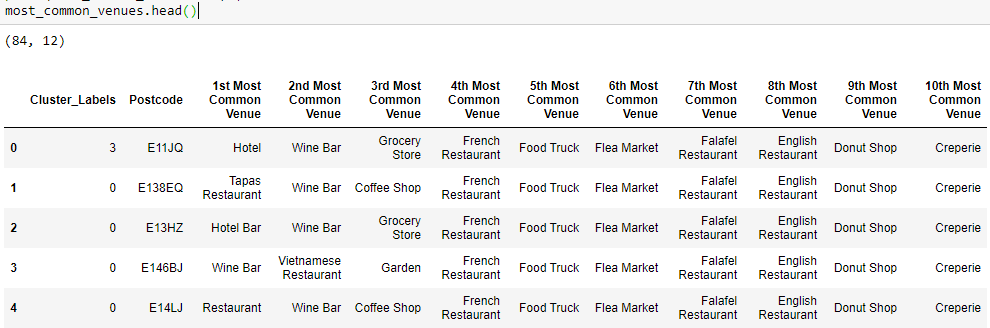 most_common_venues.head()
(84, 12)
Cluster_Labels Postcode 1st Most Common Venue 2nd Most Common Venue 3rd Most Common Venue 4th Most Common Venue 5th Most Common Venue 6th Most Common Venue 7th Most Common Venue 8th Most Common Venue 9th Most Common Venue 10th Most Common Venue
0 3 E11JQ Hotel Wine Bar Grocery Store French Restaurant Food Truck Flea Market Falafel Restaurant English Restaurant Donut Shop Creperie
1 0 E138EQ Tapas Restaurant Wine Bar Coffee Shop French Restaurant Food Truck Flea Market Falafel Restaurant English Restaurant Donut Shop Creperie
2 0 E13HZ Hotel Bar Wine Bar Grocery Store French Restaurant Food Truck Flea Market Falafel Restaurant English Restaurant Donut Shop Creperie
3 0 E146BJ Wine Bar Vietnamese Restaurant Garden French Restaurant Food Truck Flea Market Falafel Restaurant English Restaurant Donut Shop Creperie
4 0 E14LJ Restaurant Wine Bar Coffee Shop French Restaurant Food Truck Flea Market Falafel Restaurant English Restaurant Donut Shop Creperie